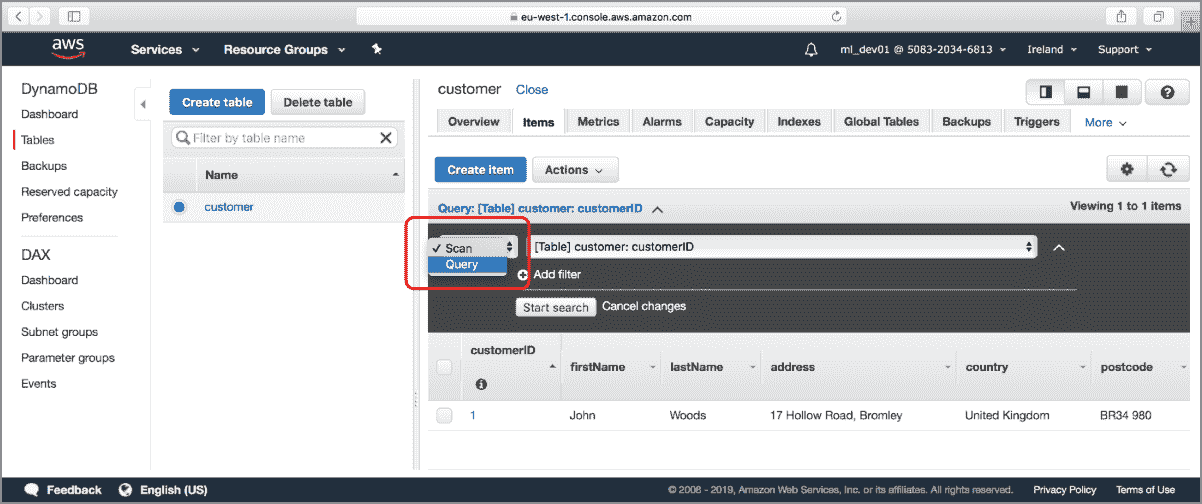 eu-west-1.console.aws.amazon.com
aws Services Resource Groups ml_dev01 @ 5083-2034-6813 Ireland Support
DynamoDB
Dashboard
Tables
Backups
Reserved capacity
Preferences
DAX
Dashboard
Clusters
Subnet groups
Parameter groups
Events
Create table Delete table
Filter by table name
Name
customer
customer Close
Overview Items Metrics Alarms Capacity Indexes Global Tables Backups Triggers More
Create item Actions
Query: [Table] customer: customerID Viewing 1 to 1 items
✓ Scan [Table] customer: customerID
Query
Add filter
Start search Cancel changes
customerID firstName lastName address country postcode
1 John Woods 17 Hollow Road, Bromley United Kingdom BR34 980
Feedback English (US) © 2008 - 2019, Amazon Web Services, Inc. or its affiliates. All rights reserved. Privacy Policy Terms of Use